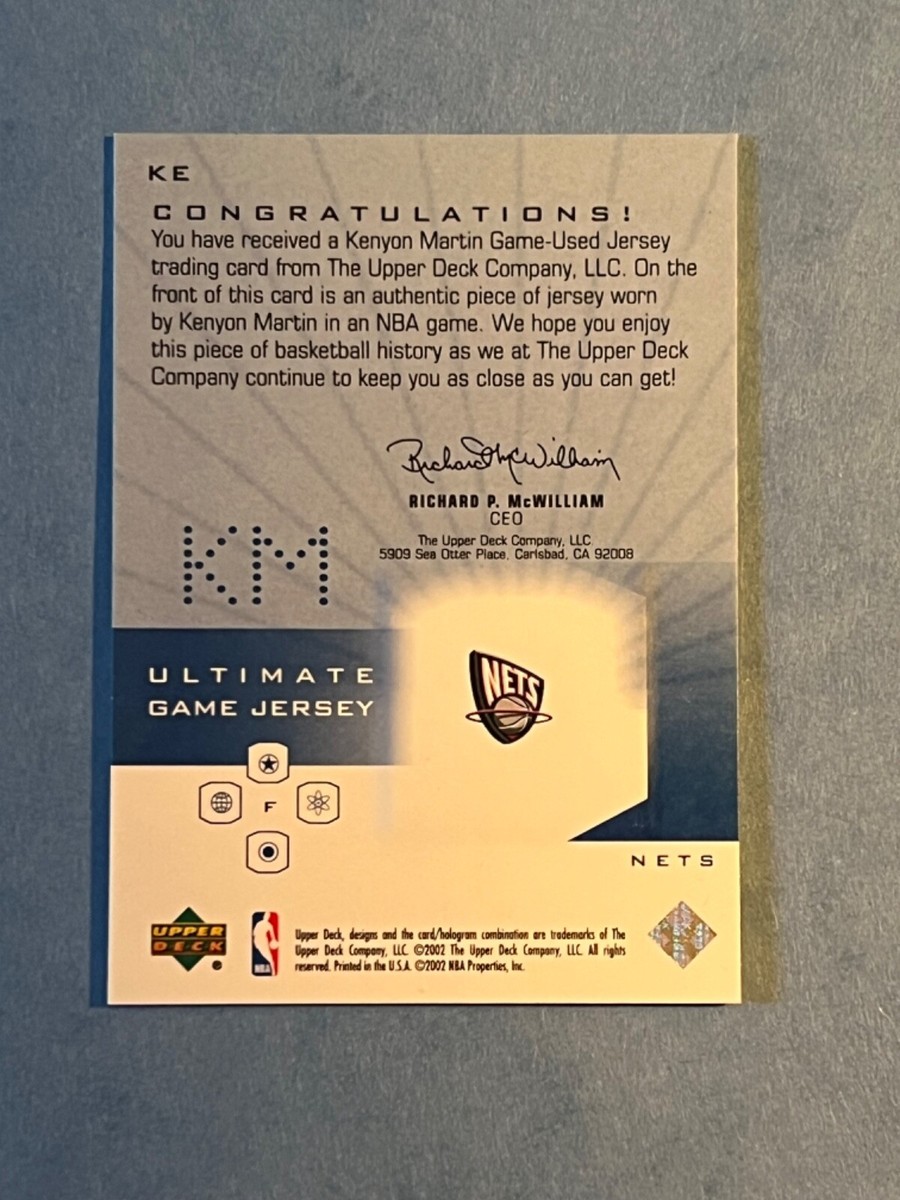 KE
CONGRATULATIONS!
You have received a Kenyon Martin Game-Used Jersey
trading card from The Upper Deck Company, LLC. On the
front of this card is an authentic piece of jersey worn
by Kenyon Martin in an NBA game. We hope you enjoy
this piece of basketball history as we at The Upper Deck
Company continue to keep you as close as you can get!
Richard McWilliam
RICHARD P. McWILLIAM
CEO
The Upper Deck Company, LLC
5909 Sea Otter Place, Carlsbad, CA 92008
KM
ULTIMATE
GAME JERSEY
NETS
F
NETS
UPPER
DECK
®
NBA
Upper Deck, designs and the card/hologram combination are trademarks of The
Upper Deck Company, LLC. ©2002 The Upper Deck Company, LLC. All rights
reserved. Printed in the U.S.A. ©2002 NBA Properties, Inc.